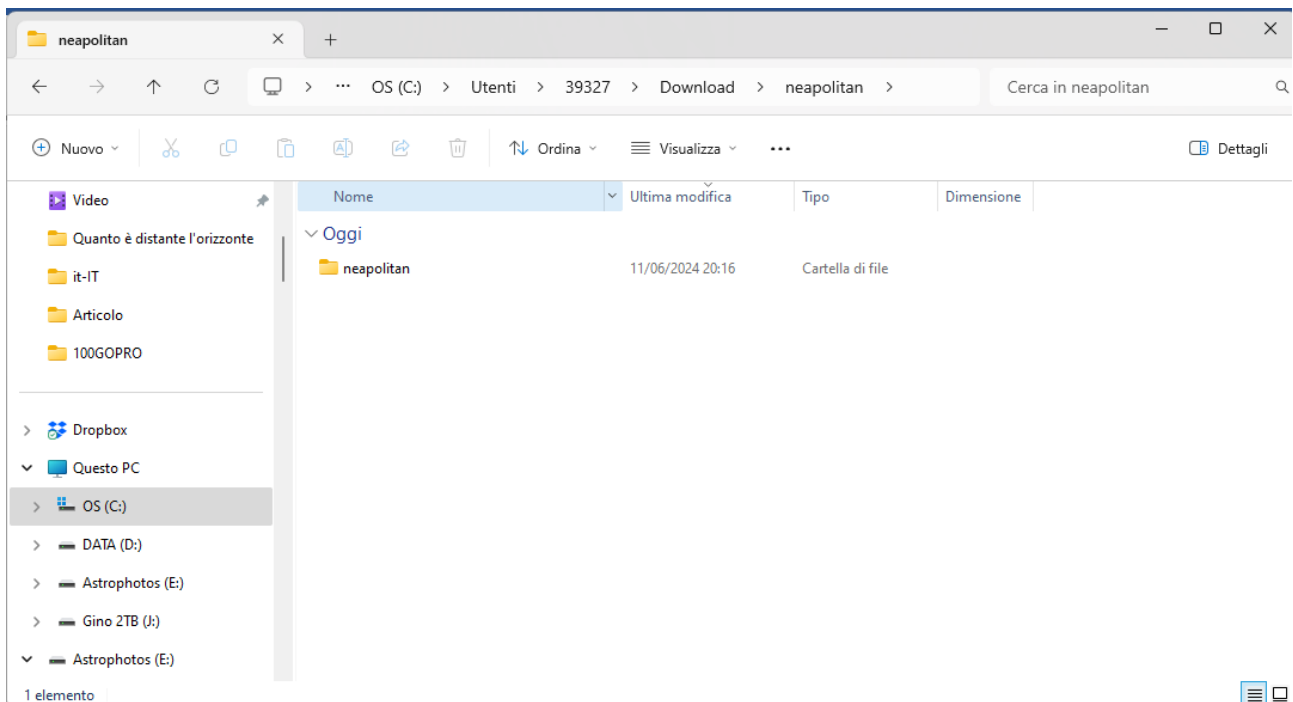 neapolitan
OS (C:) Utenti 39327 Download neapolitan Cerca in neapolitan
Nuovo Ordina Visualizza Dettagli
Video
Quanto è distante l'orizzonte
it-IT
Articolo
100GOPRO
Dropbox
Questo PC
OS (C:)
DATA (D:)
Astrophotos (E:)
Gino 2TB (J:)
Astrophotos (E:)
Nome Ultima modifica Tipo Dimensione
Oggi
neapolitan 11/06/2024 20:16 Cartella di file
1 elemento